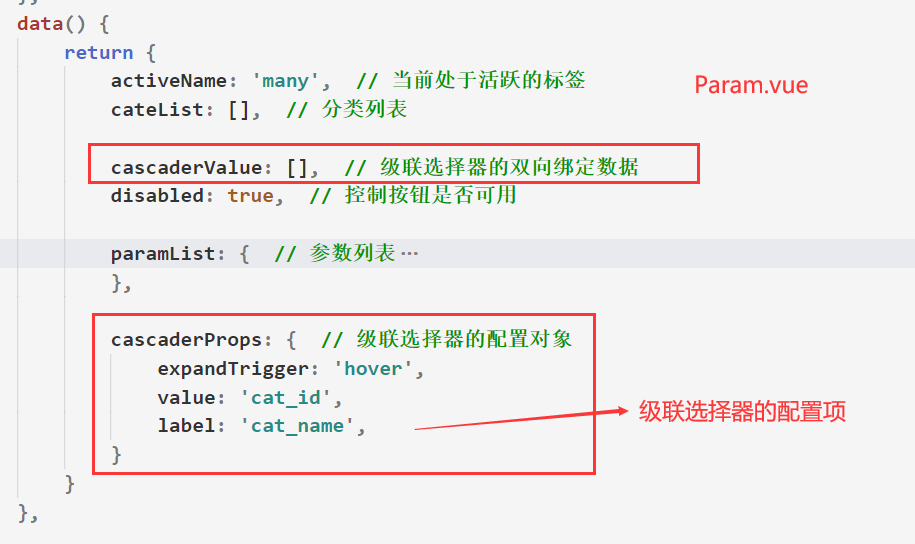 data() {
return {
activeName: 'many',  // 当前处于活跃的标签
Param.vue
cateList: [],  // 分类列表
cascaderValue: [],  // 级联选择器的双向绑定数据
disabled: true,  // 控制按钮是否可用
paramList: {  // 参数列表 …
},
cascaderProps: {  // 级联选择器的配置对象
expandTrigger: 'hover',
value: 'cat_id',
label: 'cat_name',
级联选择器的配置项
}
}
},